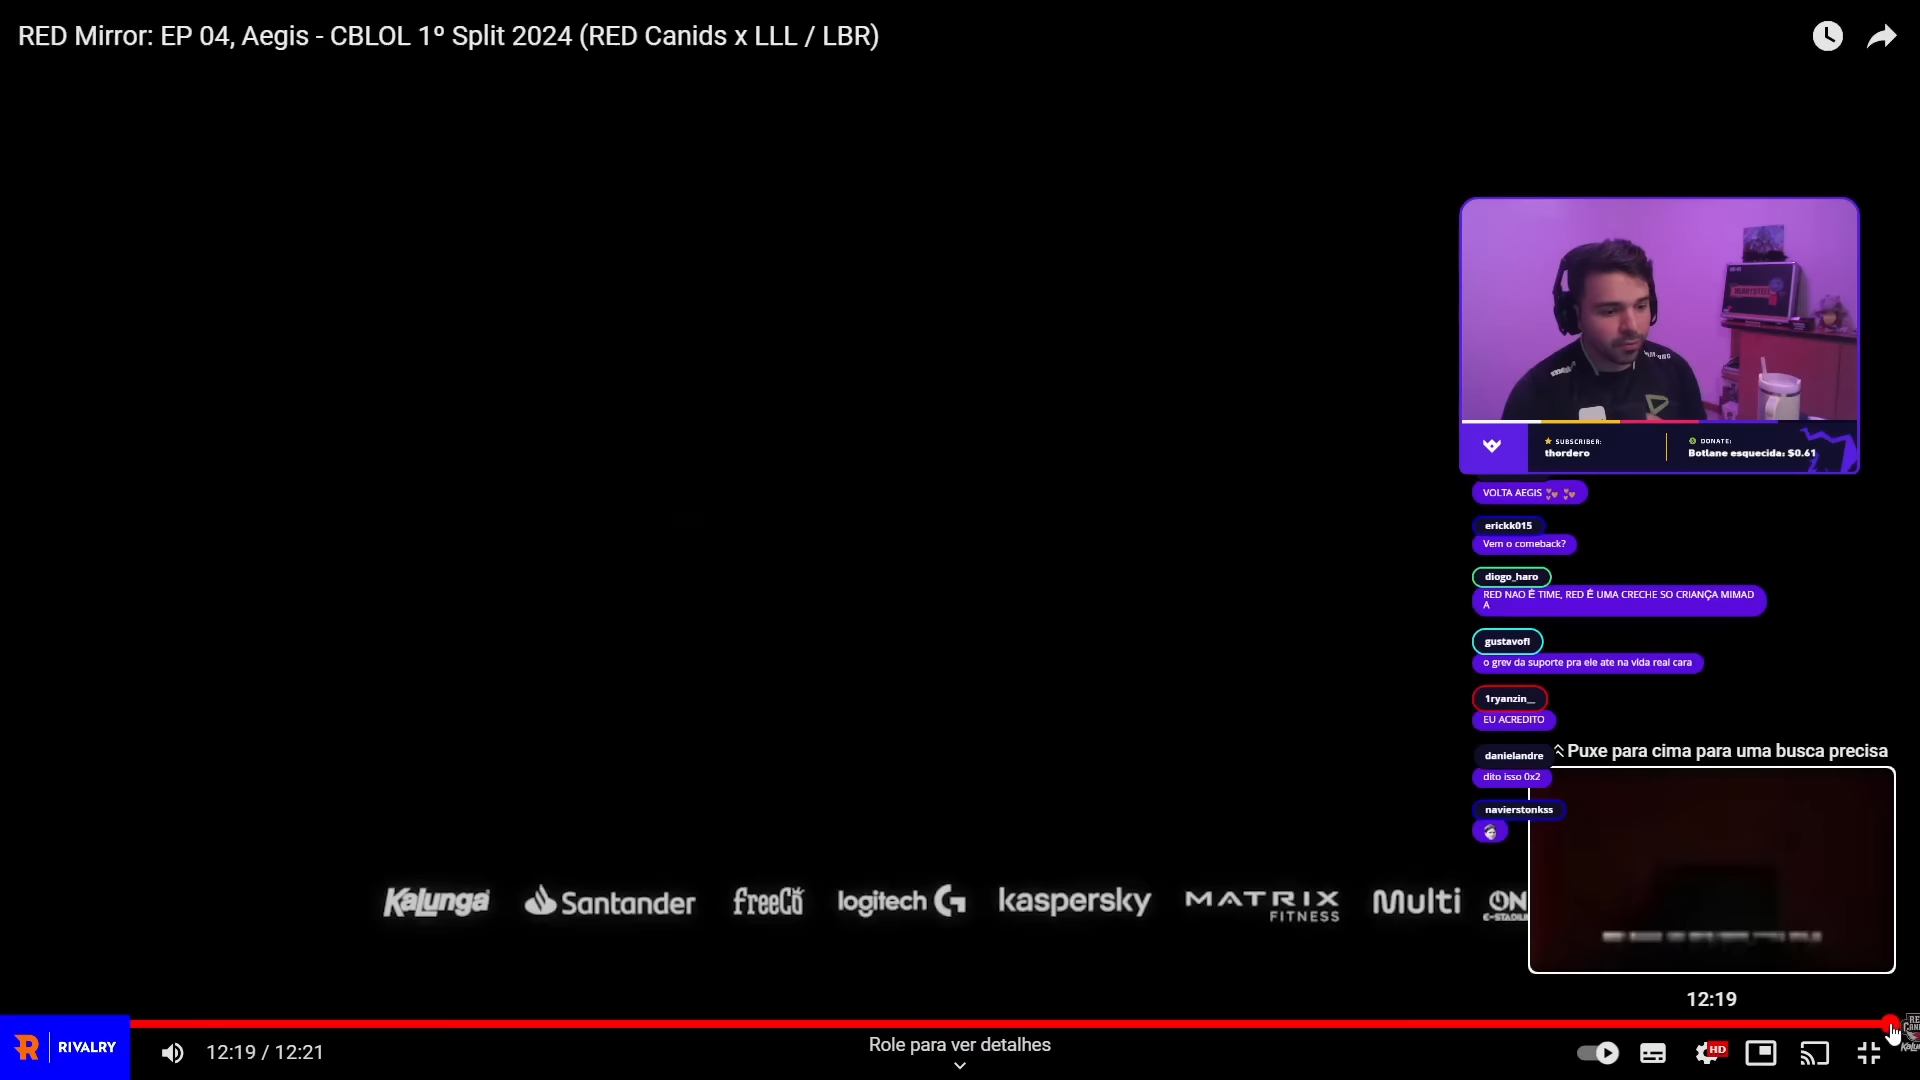 RED Mirror: EP 04, Aegis - CBLOL 1º Split 2024 (RED Canids x LLL / LBR)
SUBSCRIBER:
thordero
DONATE:
Botlane esquecida: $0.61
VOLTA AEGIS
erickk015
Vem o comeback?
diogo_haro
RED NAO É TIME, RED É UMA CRECHE SO CRIANÇA MIMAD
A
gustavofl
o grev da suporte pra ele ate na vida real cara
1ryanzin__
EU ACREDITO
danielandre
dito isso 0x2
navierstonkss
Puxe para cima para uma busca precisa
Kalunga
Santander
freeCô
logitech G
kaspersky
MATRIX
FITNESS
Multi
ON
12:19
R RIVALRY
12:19 / 12:21
Role para ver detalhes
HD